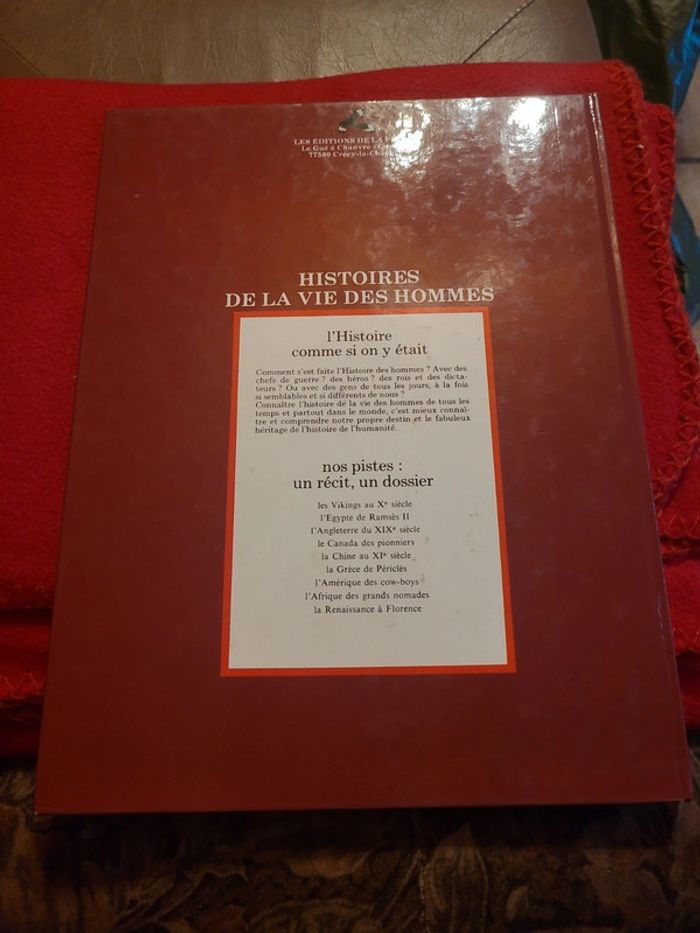 LES ÉDITIONS DE LA
Le Gué à Chanvre
77580 Crécy-la-
HISTOIRES
DE LA VIE DES HOMMES
l'Histoire
comme si on y était
Comment s'est faite l'Histoire des hommes ? Avec des
chefs de guerre ? des héros ? des rois et des dicta-
teurs ? Ou avec des gens de tous les jours, à la fois
si semblables et si différents de nous ?
Connaître l'histoire de la vie des hommes de tous les
temps et partout dans le monde, c'est mieux connaî-
tre et comprendre notre propre destin et le fabuleux
héritage de l'histoire de l'humanité.
nos pistes :
un récit, un dossier
les Vikings au Xᵉ siècle
l'Egypte de Ramsès II
l'Angleterre du XIXᵉ siècle
le Canada des pionniers
la Chine au XIᵉ siècle
la Grèce de Périclès
l'Amérique des cow-boys
l'Afrique des grands nomades
la Renaissance à Florence